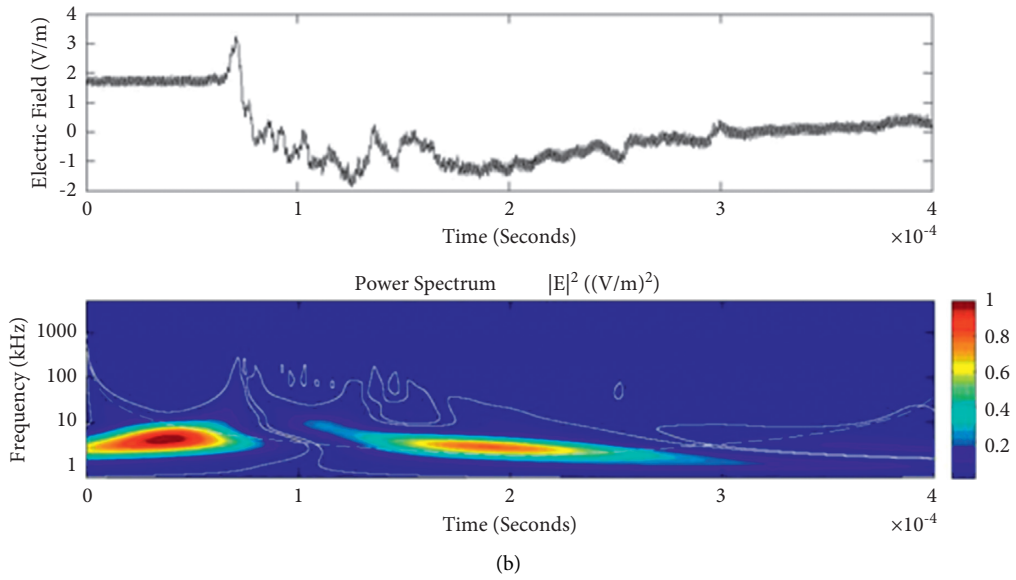 Electric Field (V/m)
4
3
2
1
0
-1
-2
0 1 2 3 4
Time (Seconds) ×10-4
Power Spectrum |E|2 ((V/m)2)
Frequency (kHz)
1000
100
10
1
0 1 2 3 4
Time (Seconds) ×10-4
1
0.8
0.6
0.4
0.2
(b)